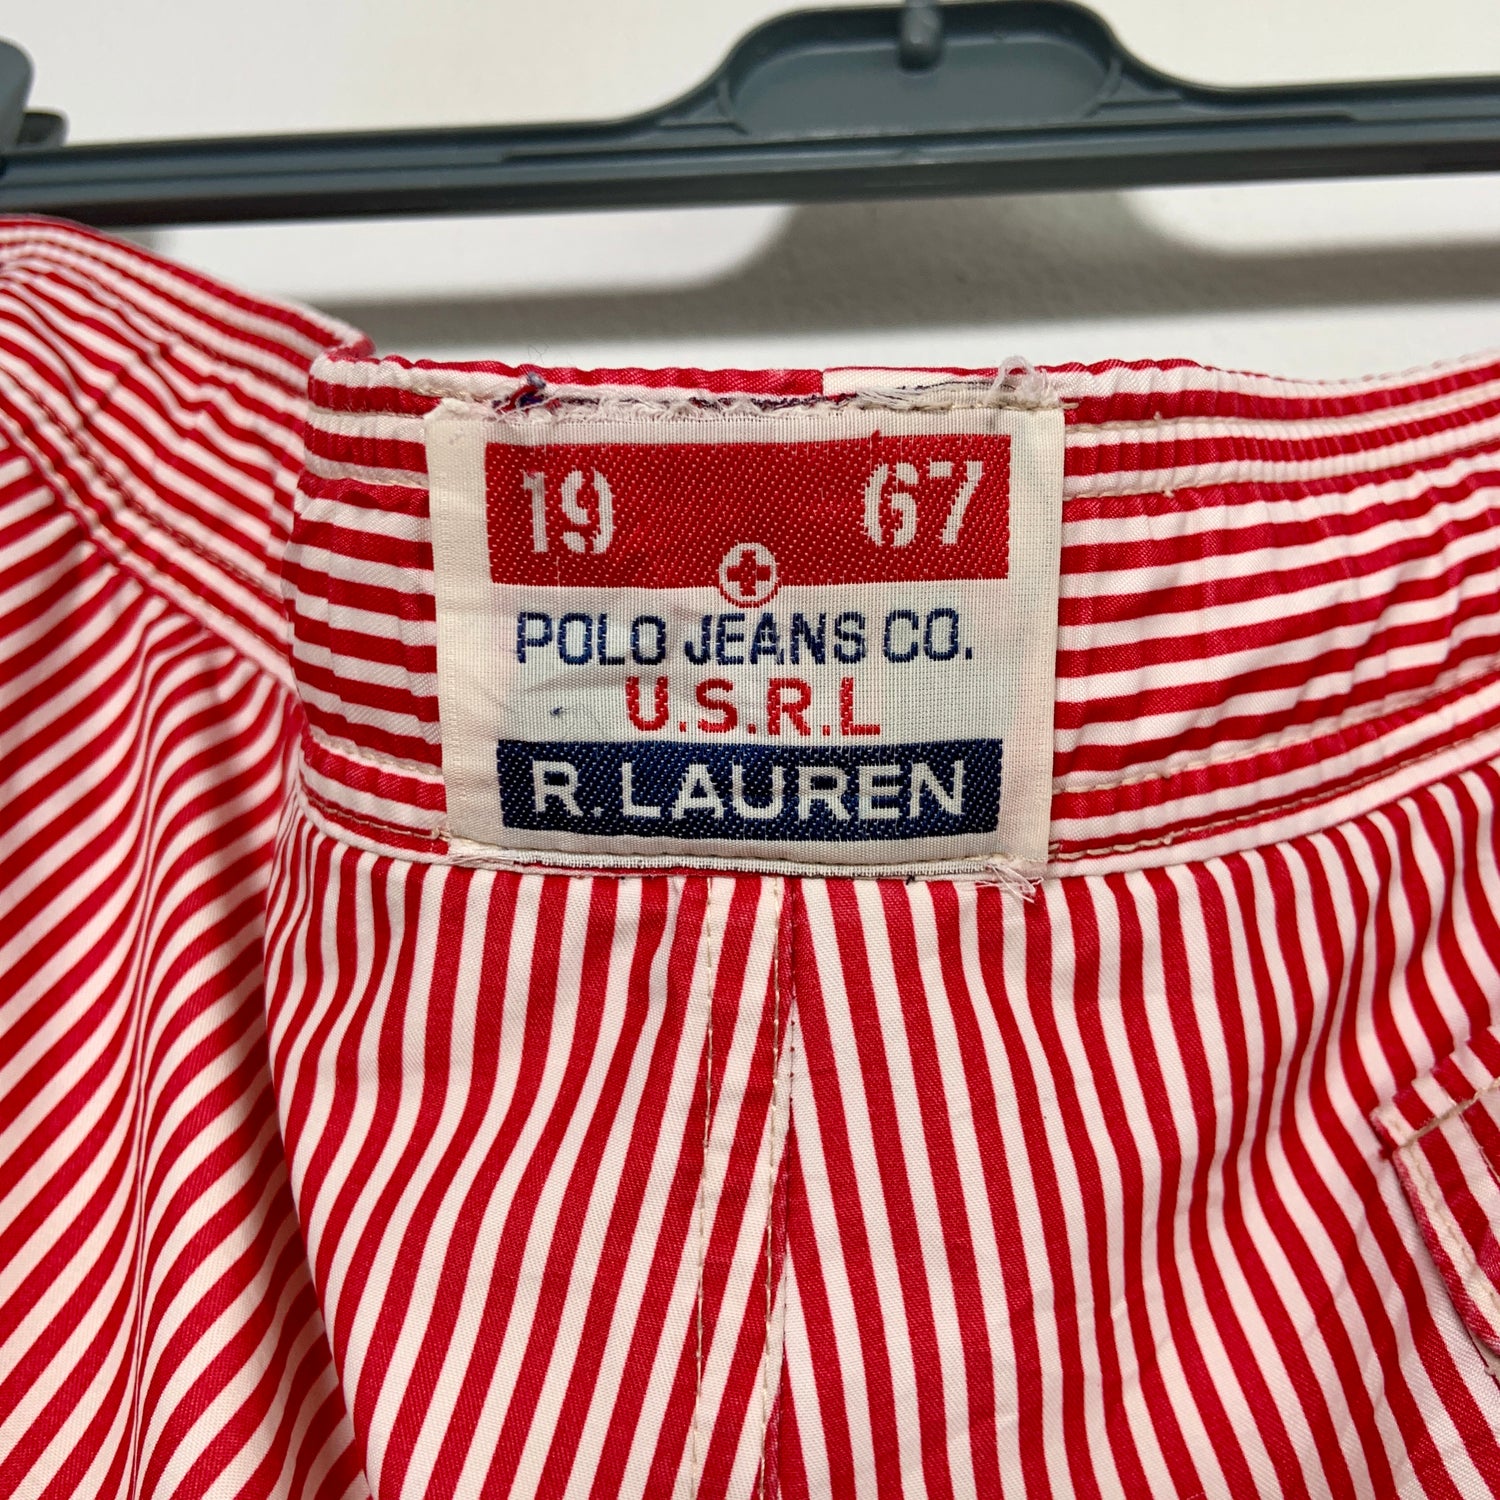 19 67
POLO JEANS CO.
U.S.R.L
R. LAUREN